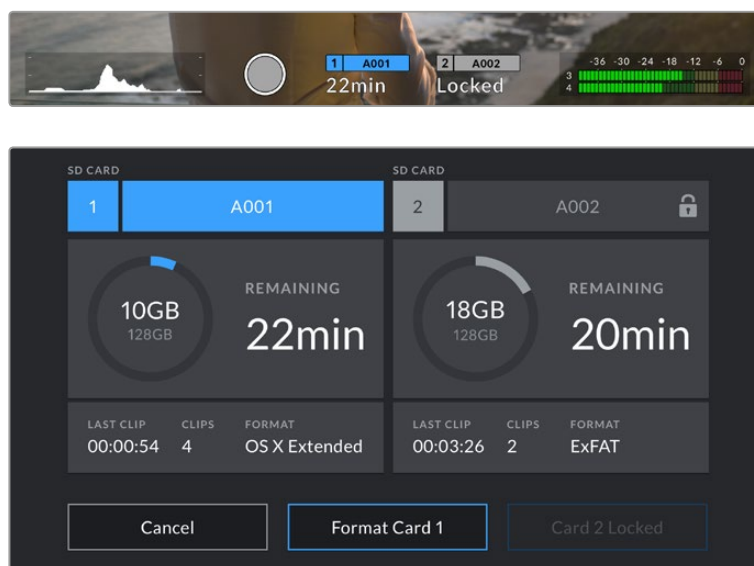 1 A001 2 A002
22min Locked
-36 -30 -24 -18 -12 -6 0
3
4
SD CARD SD CARD
1 A001 2 A002
10GB
128GB
REMAINING
22min
18GB
128GB
REMAINING
20min
LAST CLIP CLIPS FORMAT
00:00:54 4 OS X Extended
LAST CLIP CLIPS FORMAT
00:03:26 2 ExFAT
Cancel Format Card 1 Card 2 Locked